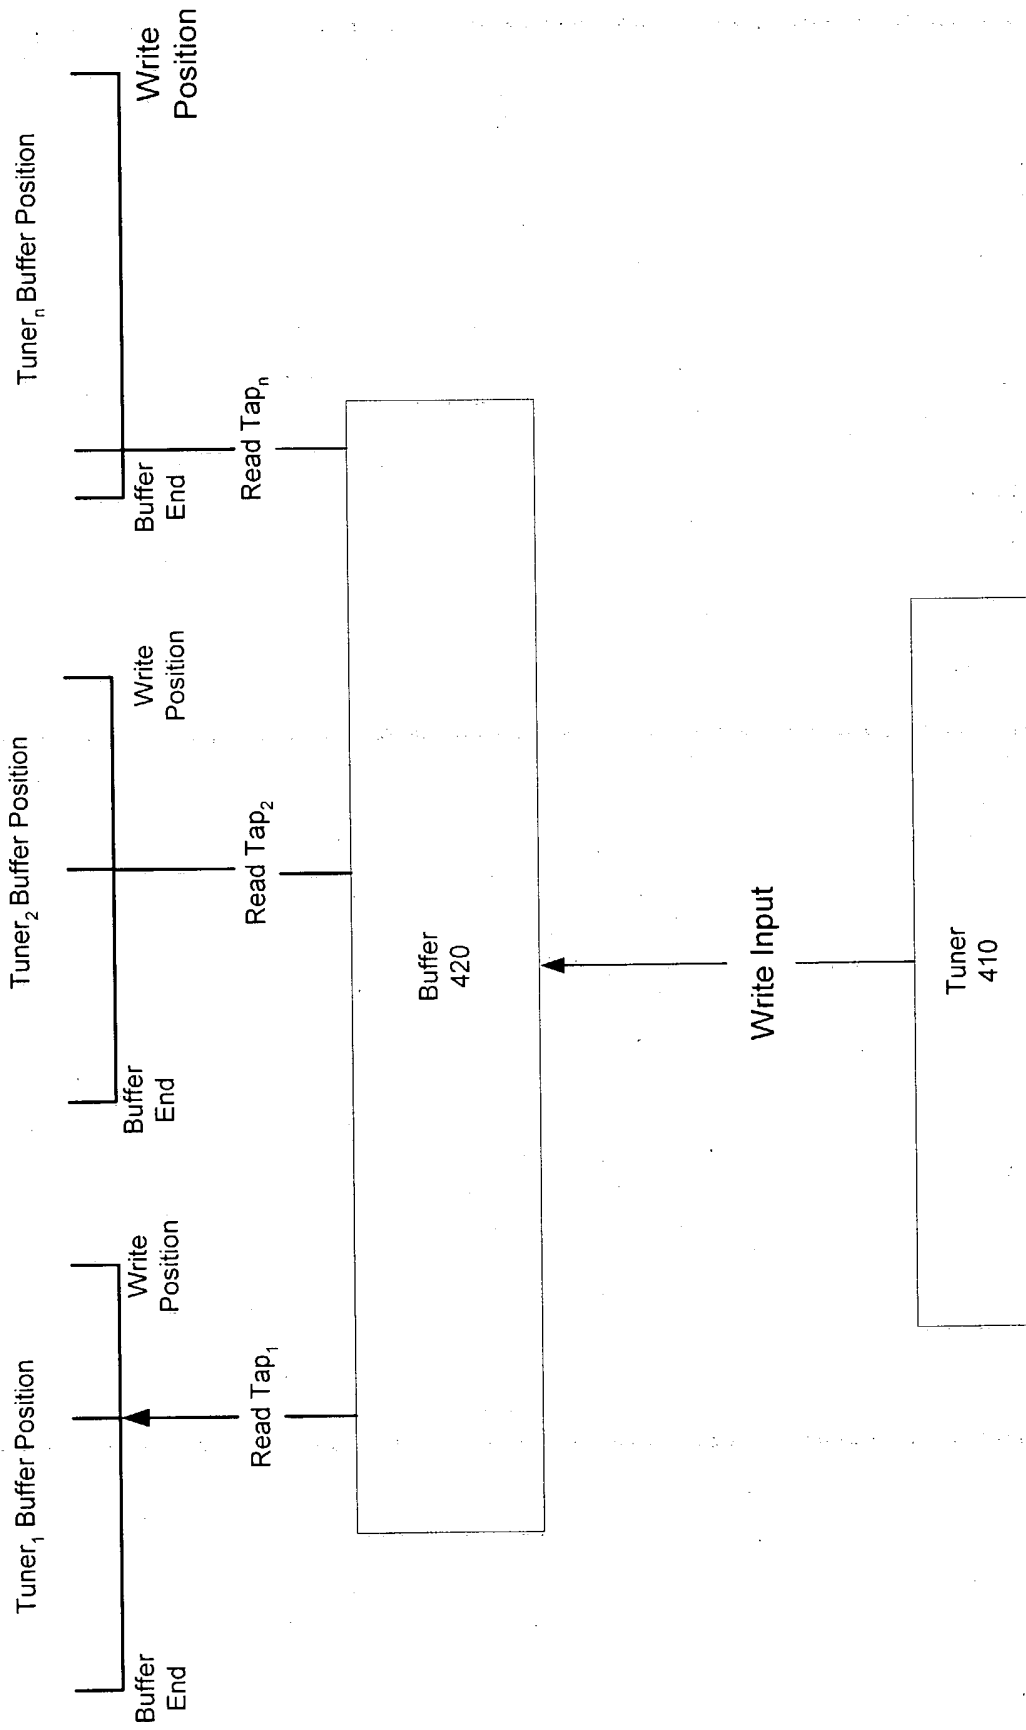 Tuner₁ Buffer Position
Tuner₂ Buffer Position
Tunerₙ Buffer Position
Buffer
End
Write
Position
Buffer
End
Write
Position
Buffer
End
Write
Position
Read Tap₁
Read Tap₂
Read Tapₙ
Buffer
420
Write Input
Tuner
410